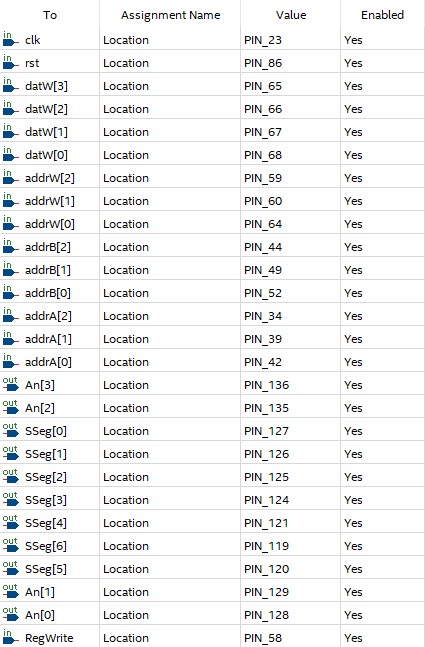 To Assignment Name Value Enabled
in clk Location PIN_23 Yes
in rst Location PIN_86 Yes
in datW[3] Location PIN_65 Yes
in datW[2] Location PIN_66 Yes
in datW[1] Location PIN_67 Yes
in datW[0] Location PIN_68 Yes
in addrW[2] Location PIN_59 Yes
in addrW[1] Location PIN_60 Yes
in addrW[0] Location PIN_64 Yes
in addrB[2] Location PIN_44 Yes
in addrB[1] Location PIN_49 Yes
in addrB[0] Location PIN_52 Yes
in addrA[2] Location PIN_34 Yes
in addrA[1] Location PIN_39 Yes
in addrA[0] Location PIN_42 Yes
out An[3] Location PIN_136 Yes
out An[2] Location PIN_135 Yes
out SSeg[0] Location PIN_127 Yes
out SSeg[1] Location PIN_126 Yes
out SSeg[2] Location PIN_125 Yes
out SSeg[3] Location PIN_124 Yes
out SSeg[4] Location PIN_121 Yes
out SSeg[6] Location PIN_119 Yes
out SSeg[5] Location PIN_120 Yes
out An[1] Location PIN_129 Yes
out An[0] Location PIN_128 Yes
in RegWrite Location PIN_58 Yes